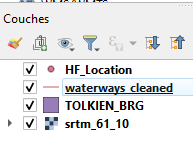 Couches
HF_Location
waterways_cleaned
TOLKIEN_BRG
srtm_61_10